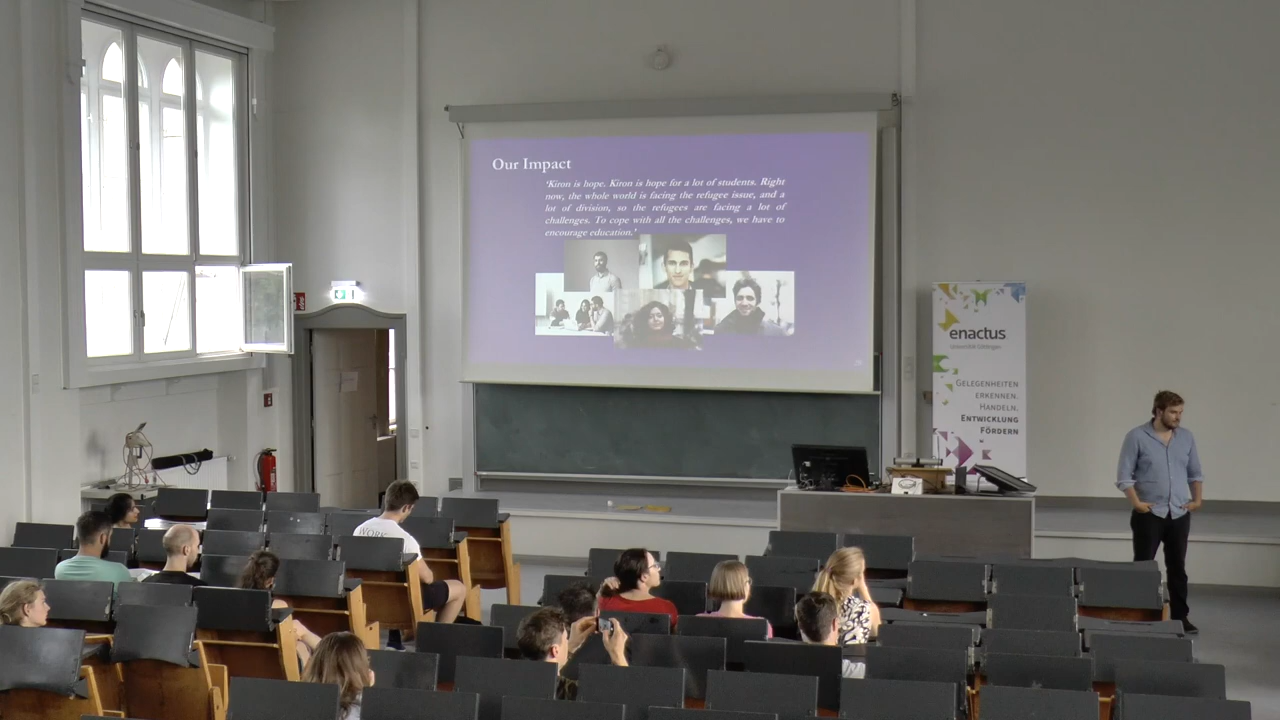 Our Impact
'Kiron is hope. Kiron is hope for a lot of students. Right
now, the whole world is facing the refugee issue, and a
lot of division, so the refugees are facing a lot of
challenges. To cope with all the challenges, we have to
encourage education.'
enactus
Gelegenheiten
erkennen.
Handeln.
Entwicklung
Fördern
WORK